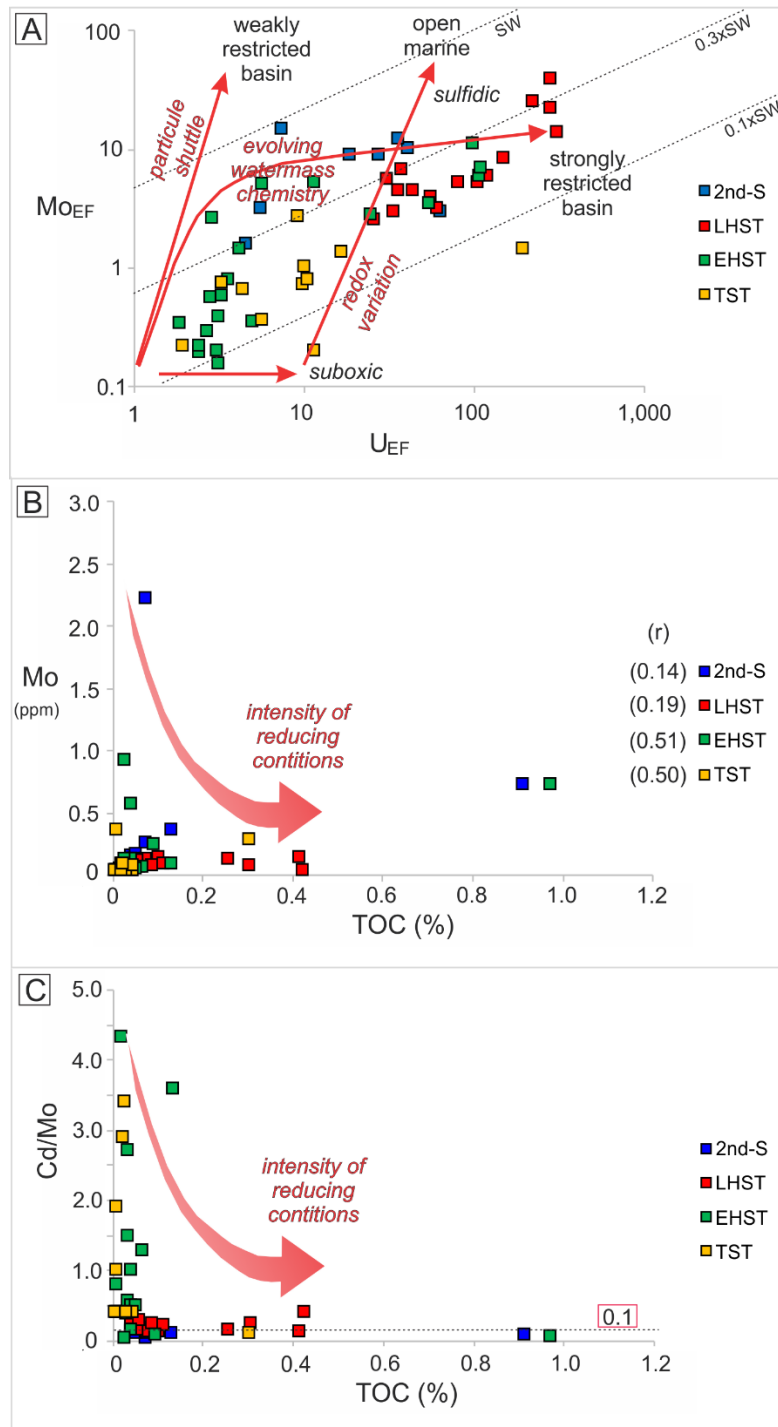 A
100
10
1
0.1
MoEF
1
10
100
1,000
UEF
weakly
restricted
basin
open
marine
SW
0.3xSW
0.1xSW
sulfidic
particule
shuttle
evolving
watermass
chemistry
strongly
restricted
basin
redox
variation
suboxic
2nd-S
LHST
EHST
TST
B
3.0
2.5
2.0
1.5
1.0
0.5
0
Mo
(ppm)
0
0.2
0.4
0.6
0.8
1.0
1.2
TOC (%)
intensity of
reducing
contitions
(r)
(0.14) 2nd-S
(0.19) LHST
(0.51) EHST
(0.50) TST
C
5.0
4.0
3.0
2.0
1.0
0
Cd/Mo
0
0.2
0.4
0.6
0.8
1.0
1.2
TOC (%)
intensity of
reducing
contitions
0.1
2nd-S
LHST
EHST
TST